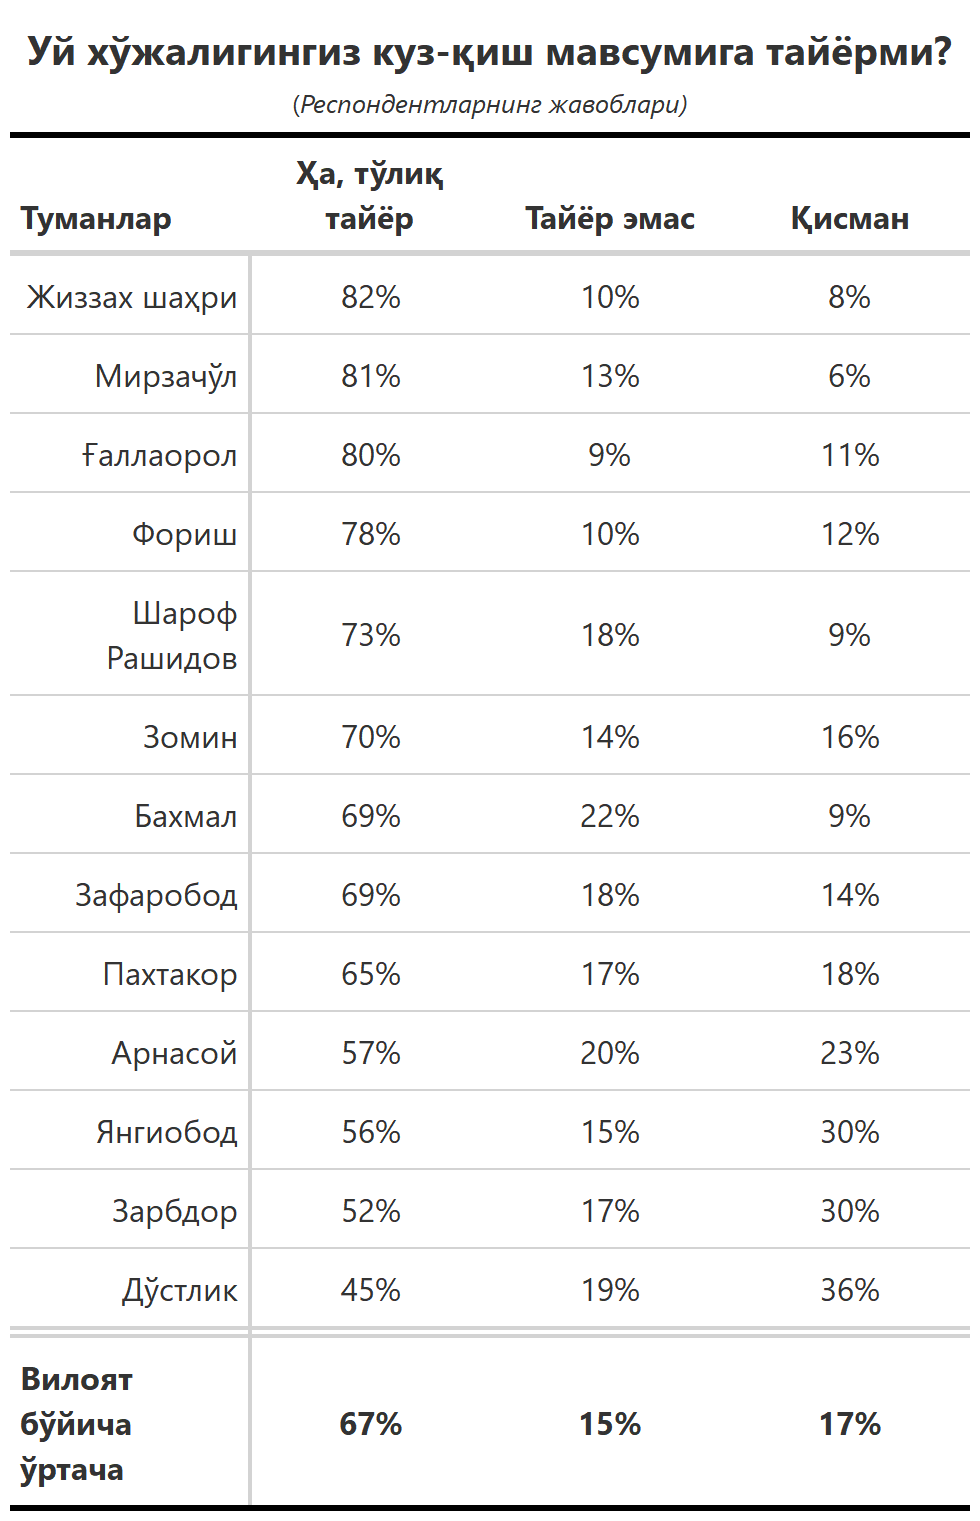 Уй хўжалигингиз куз-қиш мавсумига тайёрми?
(Респондентларнинг жавоблари)
Туманлар Ҳа, тўлиқ тайёр Тайёр эмас Қисман
Жиззах шаҳри 82% 10% 8%
Мирзачўл 81% 13% 6%
Ғаллаорол 80% 9% 11%
Фориш 78% 10% 12%
Шароф Рашидов 73% 18% 9%
Зомин 70% 14% 16%
Бахмал 69% 22% 9%
Зафаробод 69% 18% 14%
Пахтакор 65% 17% 18%
Арнасой 57% 20% 23%
Янгиобод 56% 15% 30%
Зарбдор 52% 17% 30%
Дўстлик 45% 19% 36%
Вилоят бўйича ўртача 67% 15% 17%